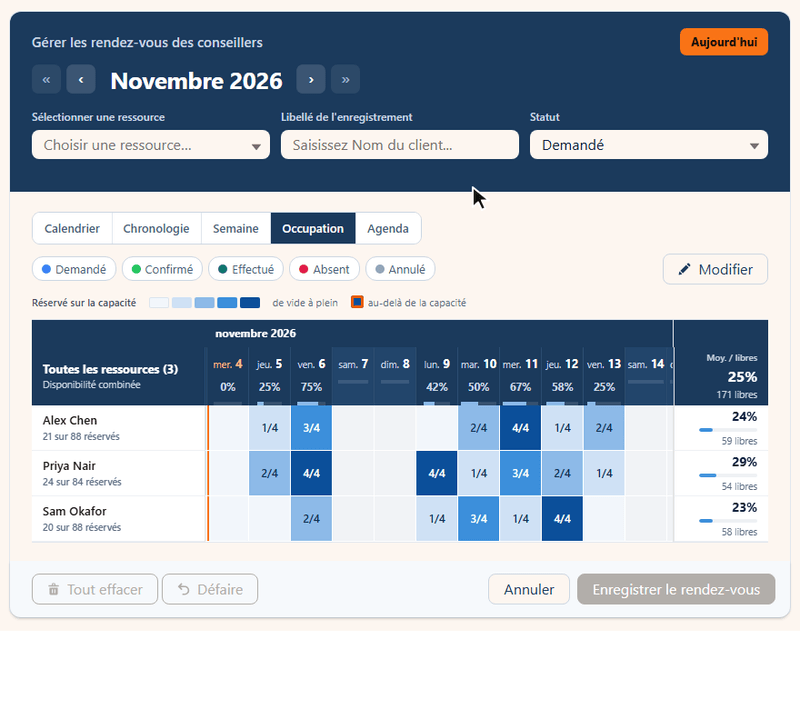 Gérer les rendez-vous des conseillers
Aujourd'hui
« ‹ Novembre 2026 › »
Sélectionner une ressource
Libellé de l'enregistrement
Statut
Choisir une ressource...
Saisissez Nom du client...
Demandé
Calendrier
Chronologie
Semaine
Occupation
Agenda
Demandé
Confirmé
Effectué
Absent
Annulé
Modifier
Réservé sur la capacité
de vide à plein
au-delà de la capacité
novembre 2026
Toutes les ressources (3)
Disponibilité combinée
mer. 4 jeu. 5 ven. 6 sam. 7 dim. 8 lun. 9 mar. 10 mer. 11 jeu. 12 ven. 13 sam. 14
0% 25% 75% 42% 50% 67% 58% 25%
Moy. / libres
25%
171 libres
Alex Chen
21 sur 88 réservés
1/4 3/4 2/4 4/4 1/4 2/4
24%
59 libres
Priya Nair
24 sur 84 réservés
2/4 4/4 4/4 1/4 3/4 2/4 1/4
29%
54 libres
Sam Okafor
20 sur 88 réservés
2/4 1/4 3/4 1/4 4/4
23%
58 libres
Tout effacer
Défaire
Annuler
Enregistrer le rendez-vous